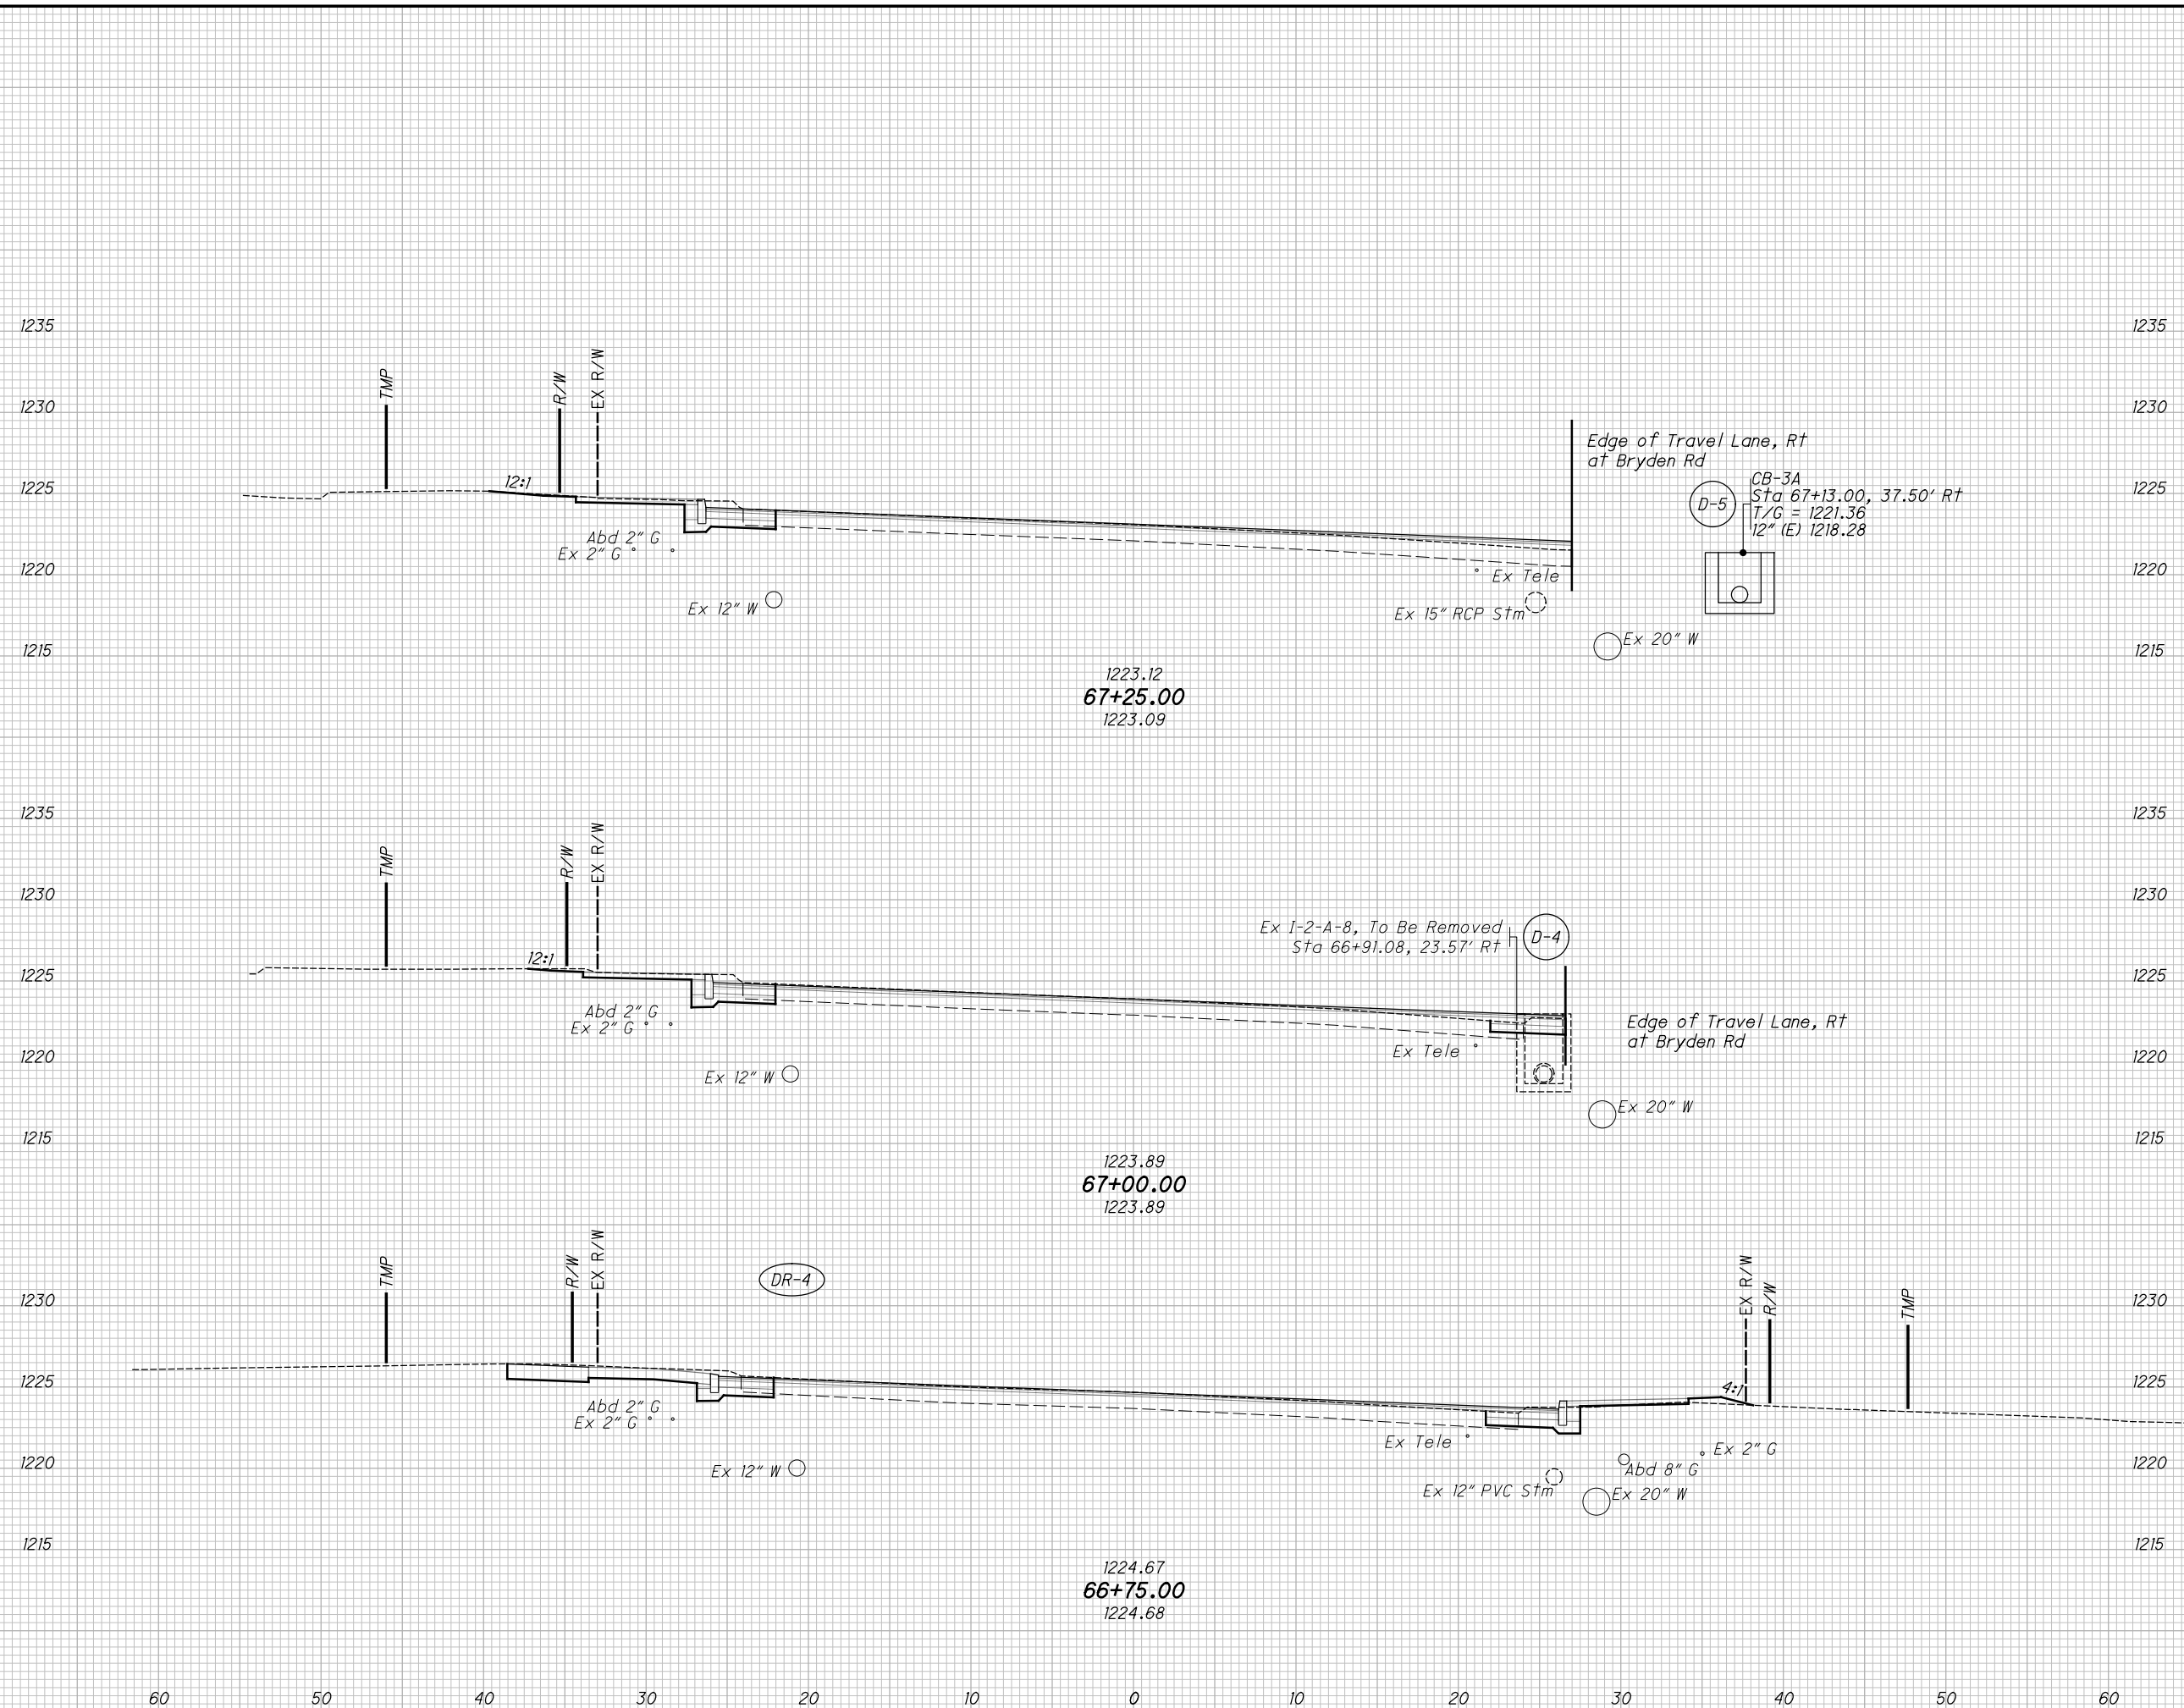 1235
1235
TMP
R/W
EX R/W
1230
1230
Edge of Travel Lane, Rt
at Bryden Rd
12:1
1225
1225
CB-3A
D-5
Sta 67+13.00, 37.50' Rt
T/G = 1221.36
12" (E) 1218.28
Abd 2" G
Ex 2" G
1220
Ex Tele
1220
Ex 12" W
Ex 15" RCP Stm
Ex 20" W
1215
1215
1223.12
67+25.00
1223.09
1235
1235
TMP
R/W
EX R/W
1230
1230
Ex I-2-A-8, To Be Removed
Sta 66+91.08, 23.57' Rt
D-4
12:1
1225
1225
Abd 2" G
Ex 2" G
Edge of Travel Lane, Rt
at Bryden Rd
1220
Ex Tele
1220
Ex 12" W
Ex 20" W
1215
1215
1223.89
67+00.00
1223.89
TMP
R/W
EX R/W
DR-4
EX R/W
R/W
TMP
1230
1230
1225
4:1
1225
Abd 2" G
Ex 2" G
Ex Tele
Ex 2" G
1220
Ex 12" W
Abd 8" G
1220
Ex 12" PVC Stm
Ex 20" W
1215
1215
1224.67
66+75.00
1224.68
60 50 40 30 20 10 0 10 20 30 40 50 60